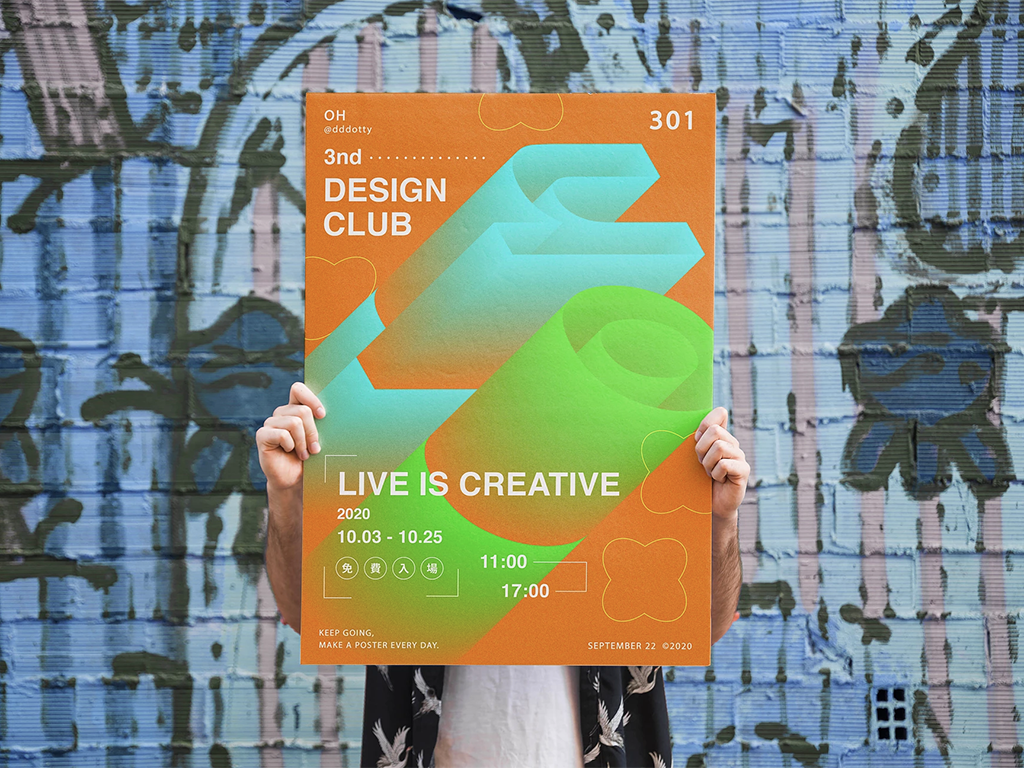 OH
@dddotty
301
3nd
DESIGN
CLUB
LIVE IS CREATIVE
2020
10.03 - 10.25
免 費 入 場
11:00
17:00
KEEP GOING,
MAKE A POSTER EVERY DAY.
SEPTEMBER 22 ©2020